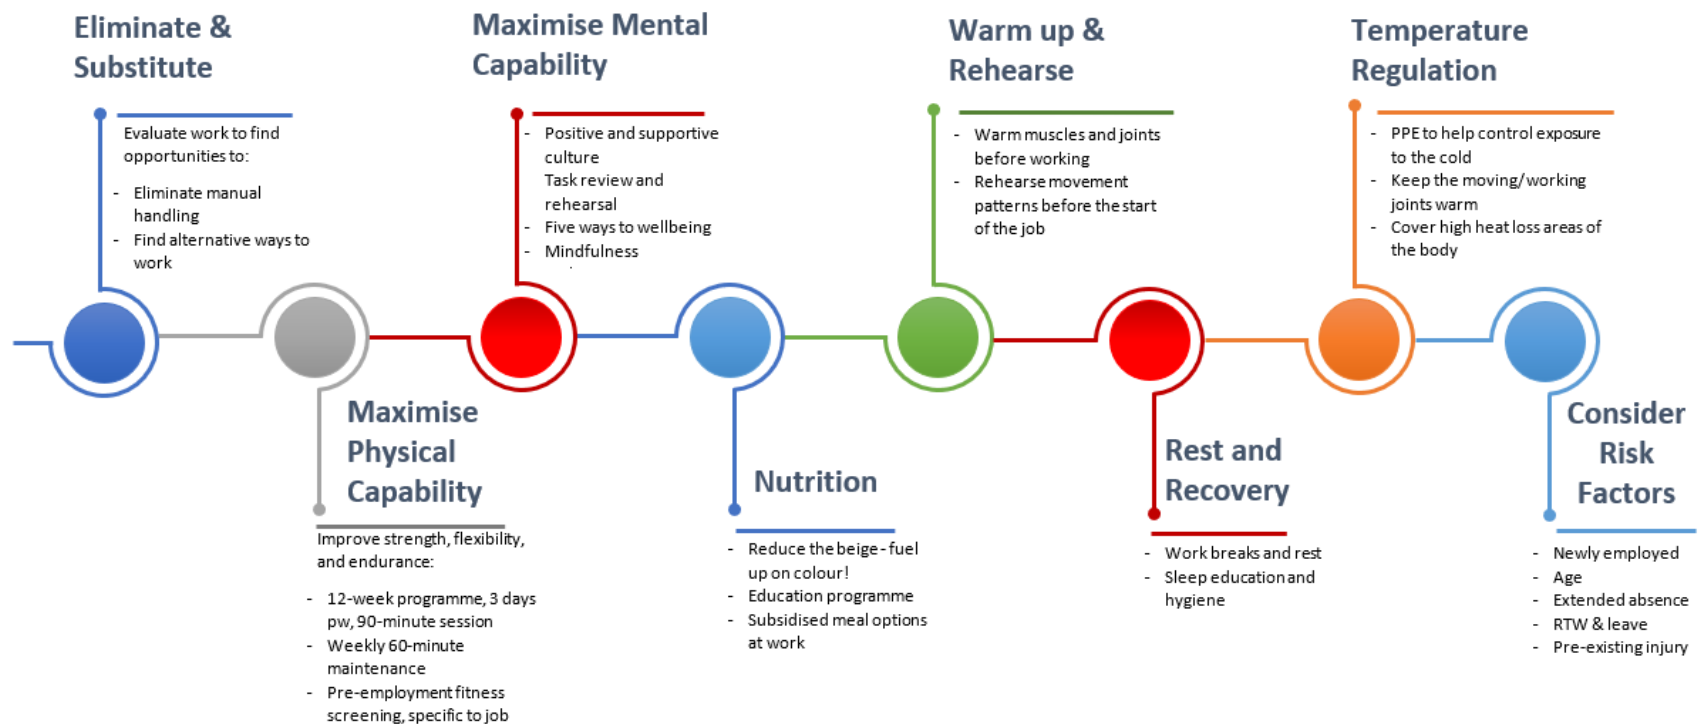 Eliminate &
Substitute
Evaluate work to find
opportunities to:
- Eliminate manual
handling
- Find alternative ways to
work
Maximise
Physical
Capability
Improve strength, flexibility,
and endurance:
- 12-week programme, 3 days
pw, 90-minute session
- Weekly 60-minute
maintenance
- Pre-employment fitness
screening, specific to job
Maximise Mental
Capability
- Positive and supportive
culture
Task review and
rehearsal
- Five ways to wellbeing
- Mindfulness
Nutrition
- Reduce the beige - fuel
up on colour!
- Education programme
- Subsidised meal options
at work
Warm up &
Rehearse
- Warm muscles and joints
before working
- Rehearse movement
patterns before the start
of the job
Rest and
Recovery
- Work breaks and rest
- Sleep education and
hygiene
Temperature
Regulation
- PPE to help control exposure
to the cold
- Keep the moving/working
joints warm
- Cover high heat loss areas of
the body
Consider
Risk
Factors
- Newly employed
- Age
- Extended absence
- RTW & leave
- Pre-existing injury